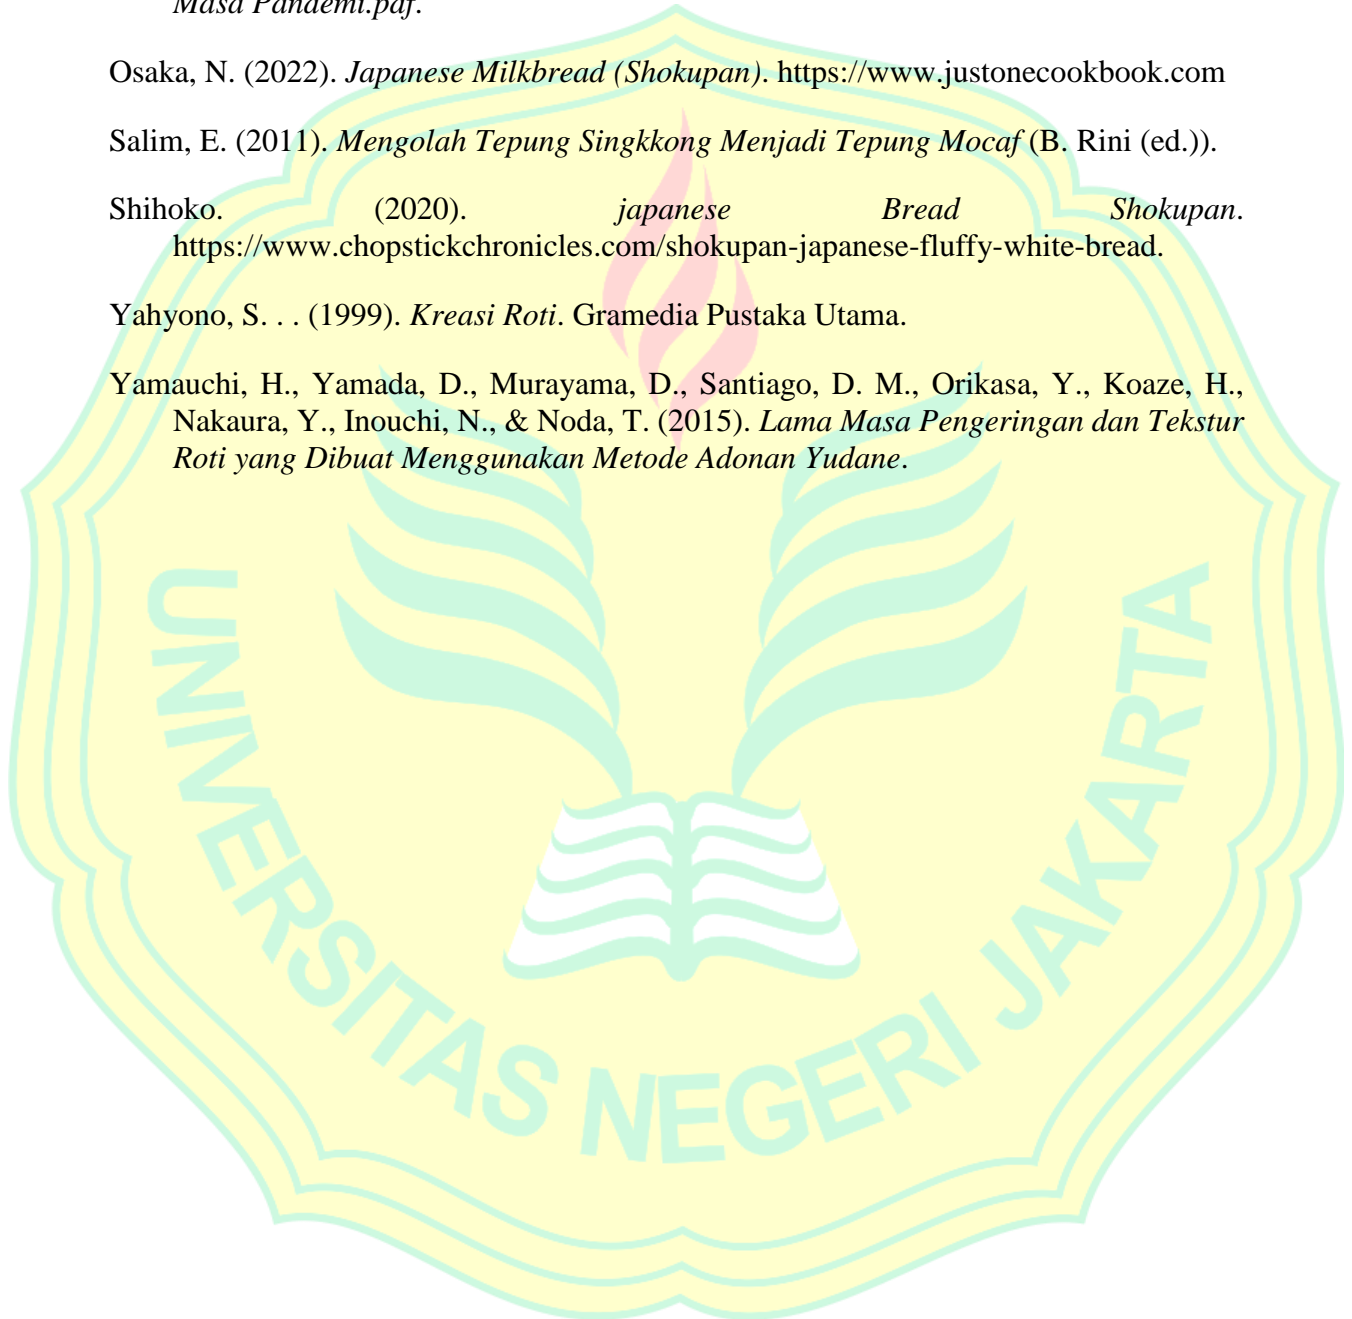 Masa Pandemi.pdf.
Osaka, N. (2022). Japanese Milkbread (Shokupan). https://www.justonecookbook.com
Salim, E. (2011). Mengolah Tepung Singkkong Menjadi Tepung Mocaf (B. Rini (ed.)).
Shihoko. (2020). japanese Bread Shokupan.
https://www.chopstickchronicles.com/shokupan-japanese-fluffy-white-bread.
Yahyono, S. . . (1999). Kreasi Roti. Gramedia Pustaka Utama.
Yamauchi, H., Yamada, D., Murayama, D., Santiago, D. M., Orikasa, Y., Koaze, H.,
Nakaura, Y., Inouchi, N., & Noda, T. (2015). Lama Masa Pengeringan dan Tekstur
Roti yang Dibuat Menggunakan Metode Adonan Yudane.
UNIVERSITAS NEGERI JAKARTA